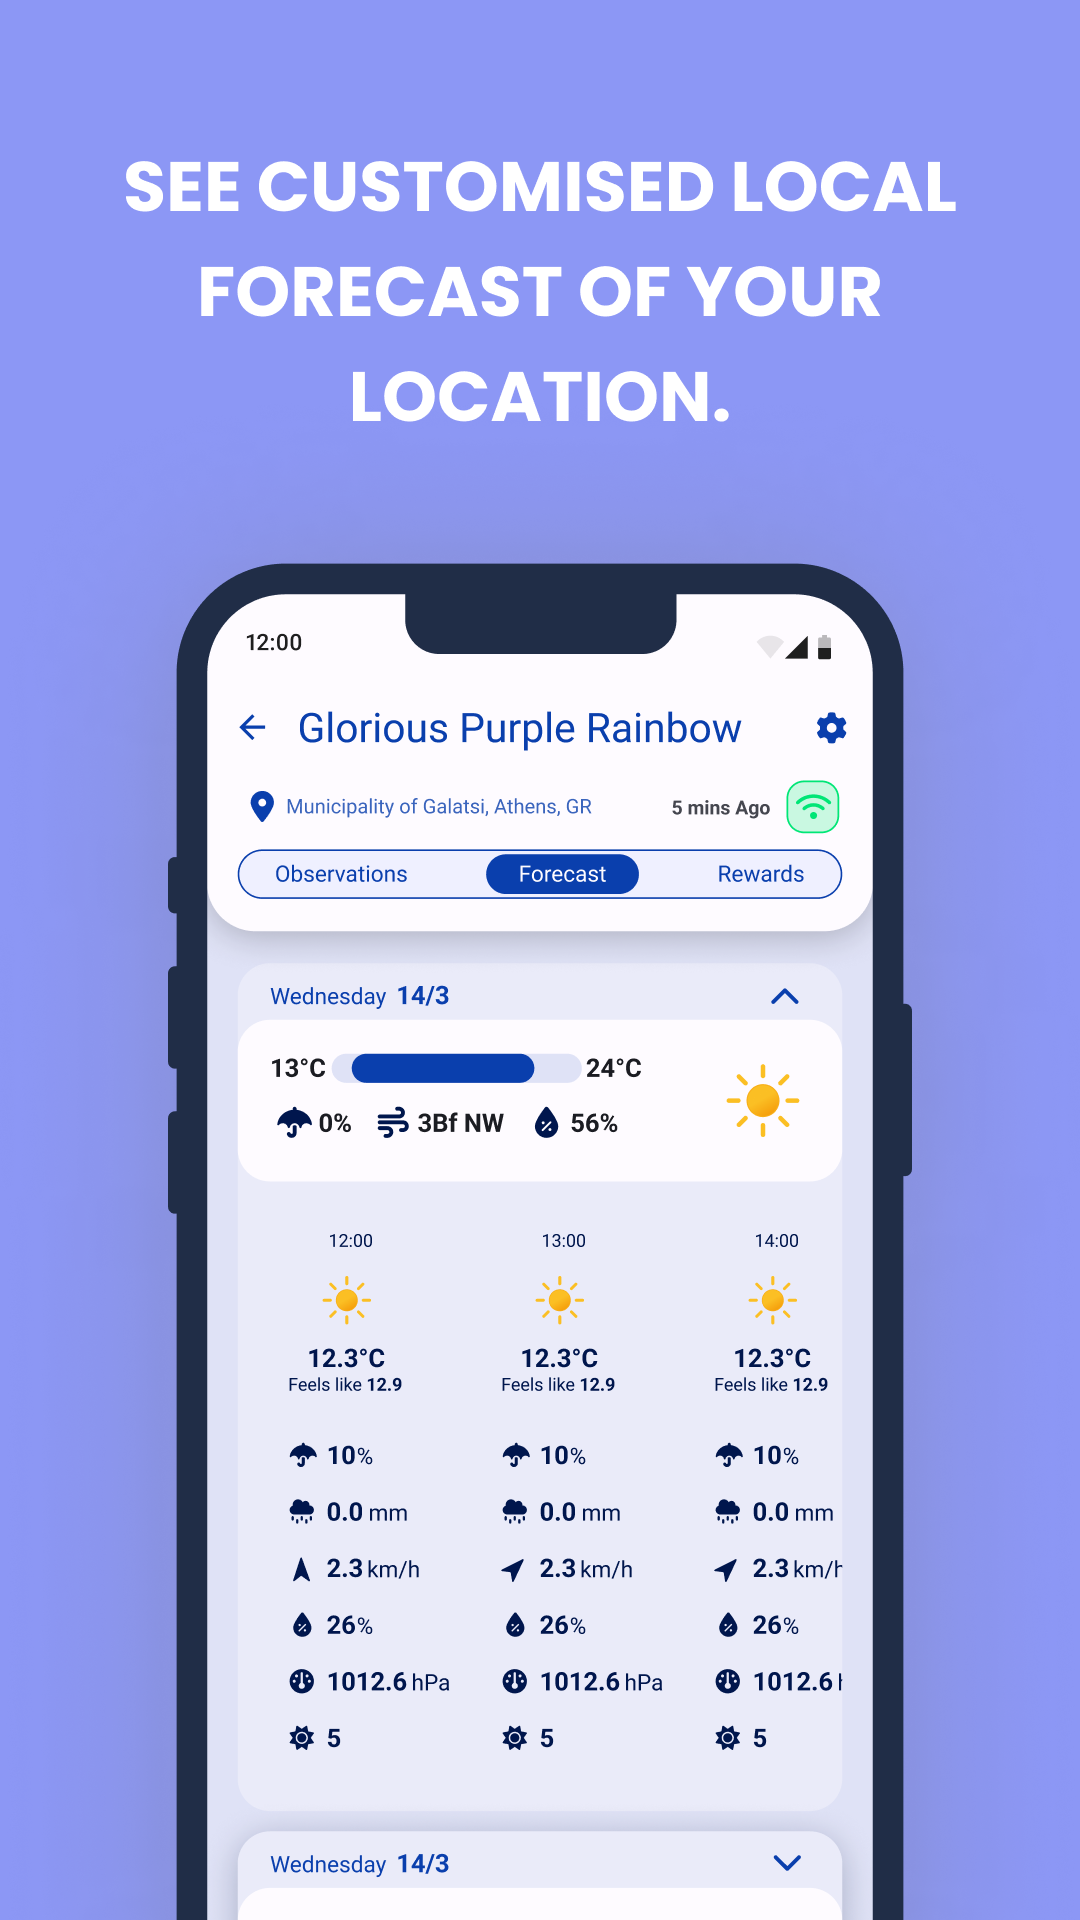 SEE CUSTOMISED LOCAL
FORECAST OF YOUR
LOCATION.
12:00
Glorious Purple Rainbow
Municipality of Galatsi, Athens, GR 5 mins Ago
Observations Forecast Rewards
Wednesday 14/3
13°C 24°C
0% 3Bf NW 56%
12:00 13:00 14:00
12.3°C 12.3°C 12.3°C
Feels like 12.9 Feels like 12.9 Feels like 12.9
10% 10% 10%
0.0 mm 0.0 mm 0.0 mm
2.3 km/h 2.3 km/h 2.3 km/h
26% 26% 26%
1012.6 hPa 1012.6 hPa 1012.6
5 5 5
Wednesday 14/3